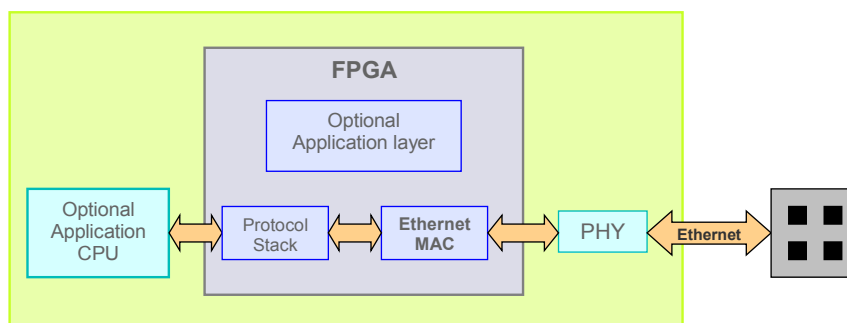 FPGA
Optional
Application layer
Optional
Application
CPU
Protocol
Stack
Ethernet
MAC
PHY
Ethernet